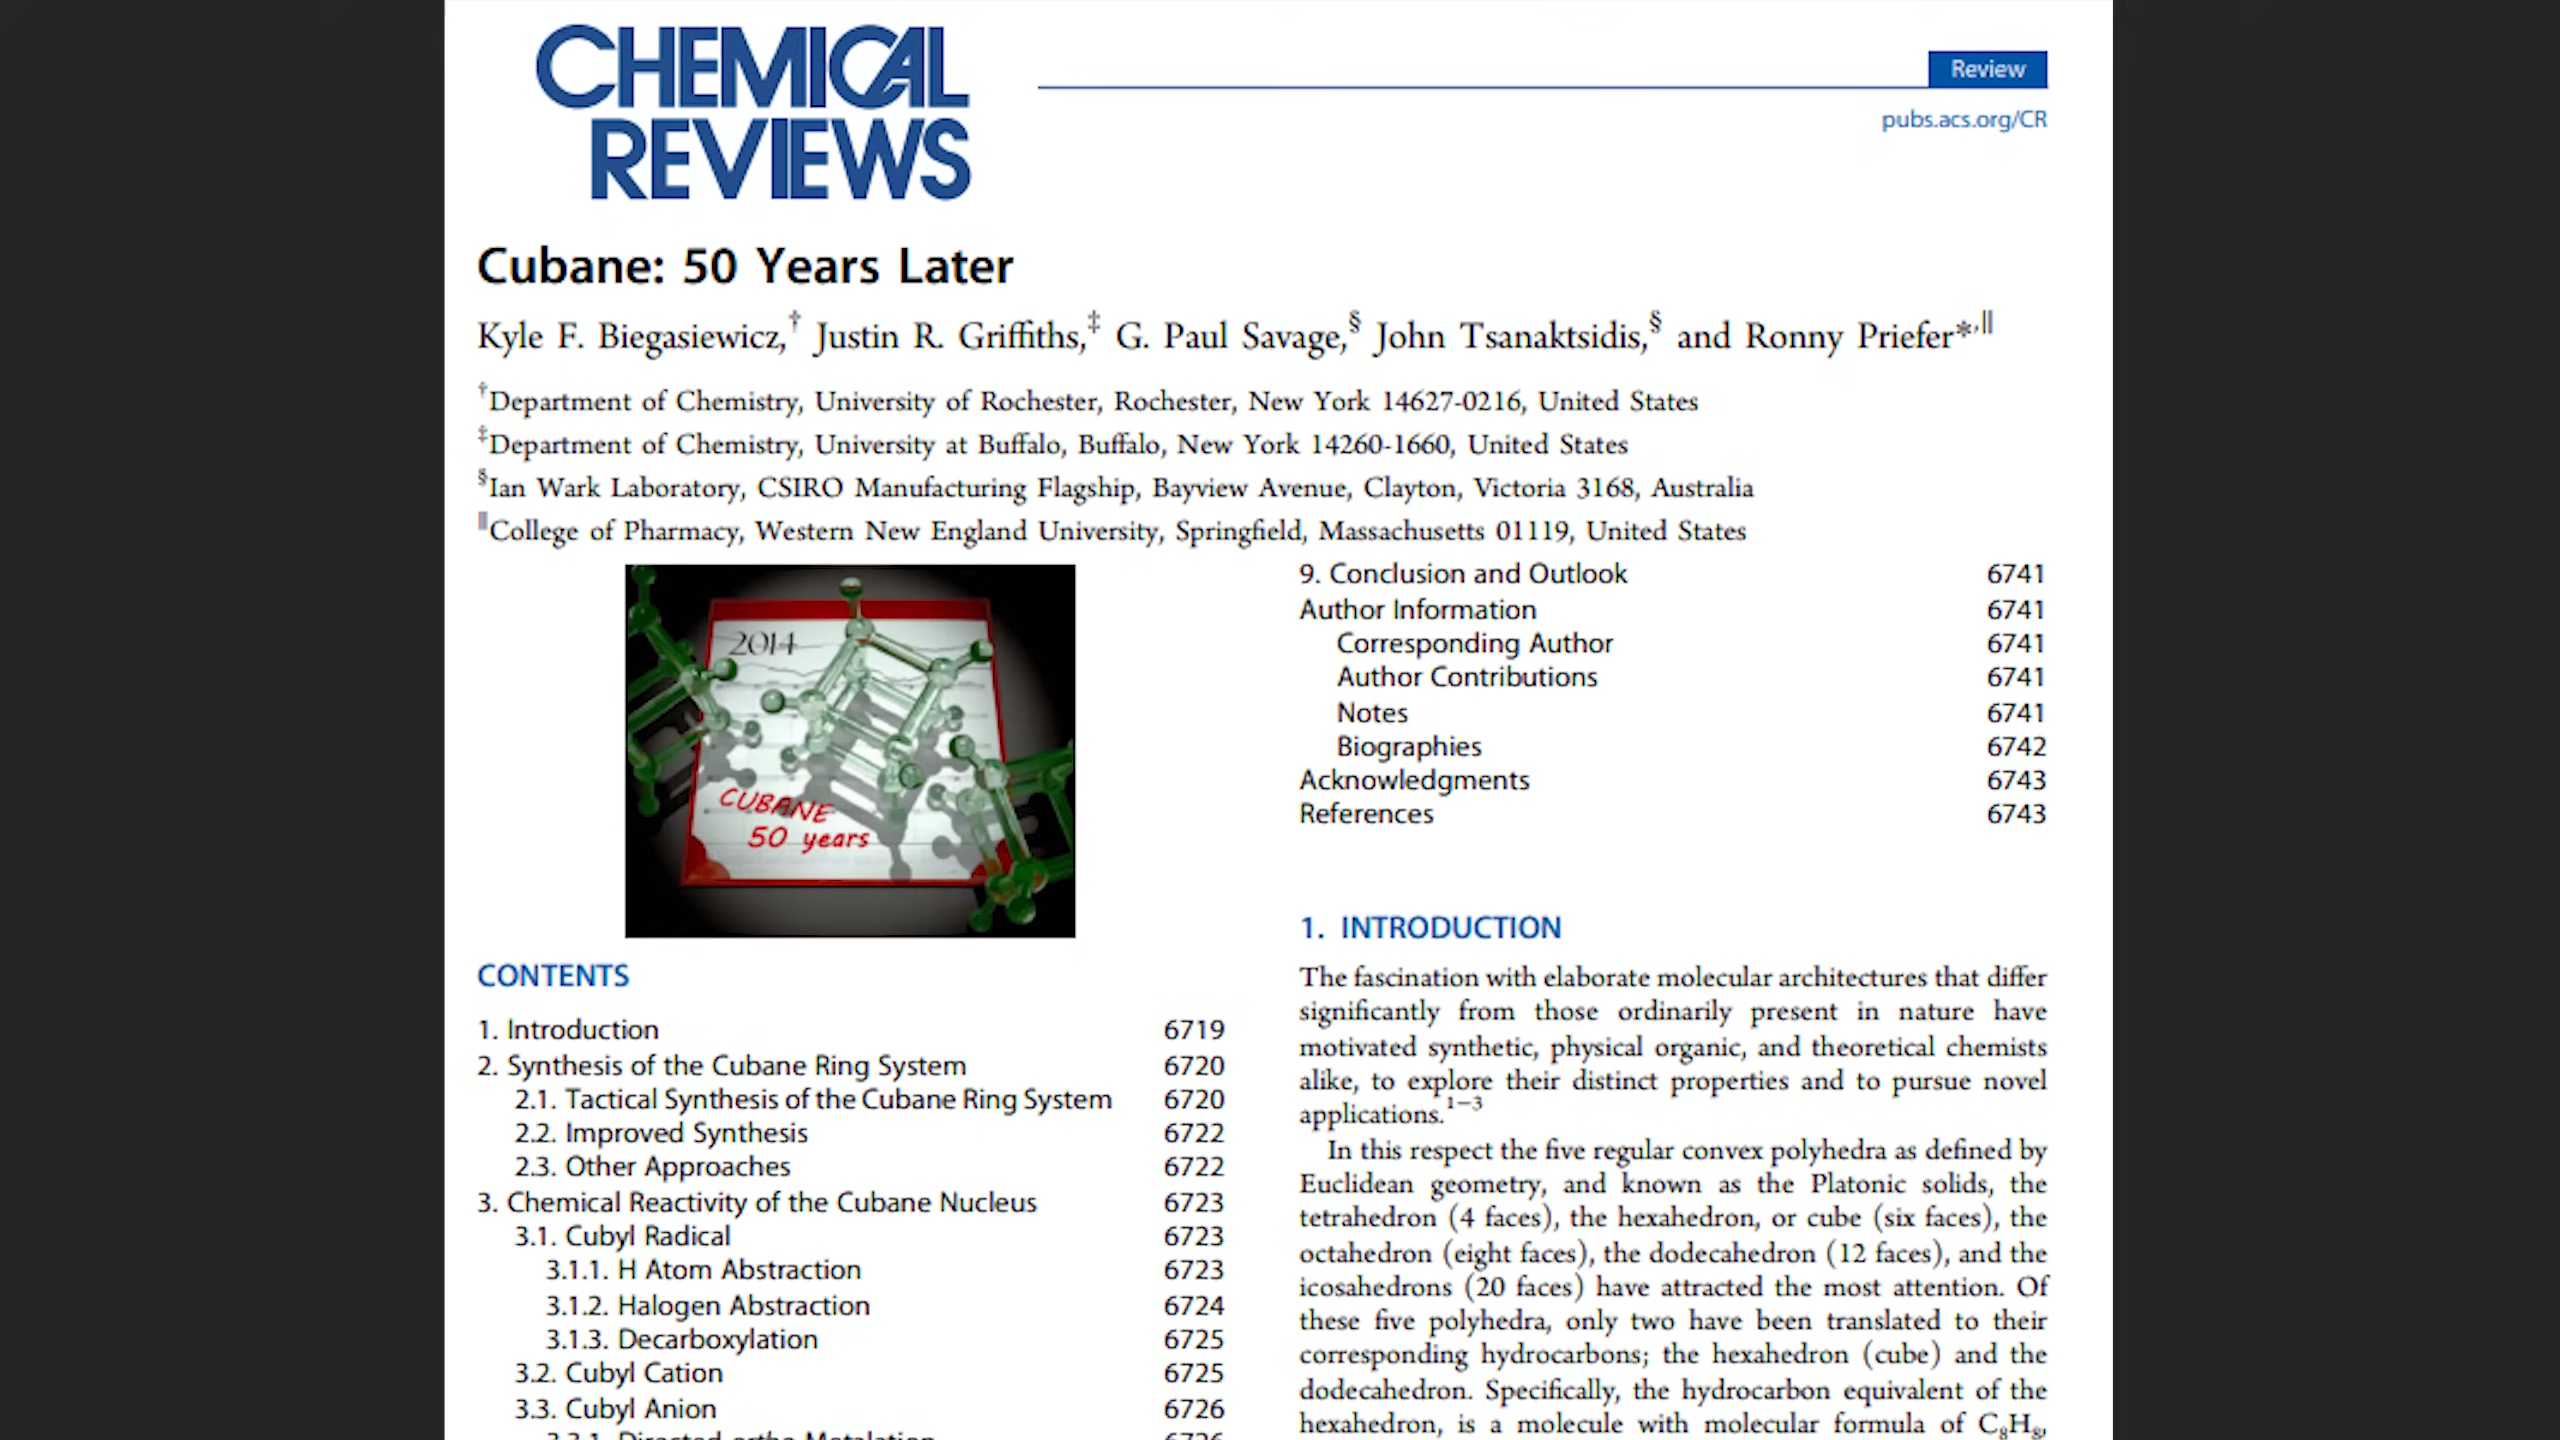 CHEMICAL
REVIEWS
Review
pubs.acs.org/CR
Cubane: 50 Years Later
Kyle F. Biegasiewicz,† Justin R. Griffiths,‡ G. Paul Savage,§ John Tsanaktsidis,§ and Ronny Priefer*,∥
†Department of Chemistry, University of Rochester, Rochester, New York 14627-0216, United States
‡Department of Chemistry, University at Buffalo, Buffalo, New York 14260-1660, United States
§Ian Wark Laboratory, CSIRO Manufacturing Flagship, Bayview Avenue, Clayton, Victoria 3168, Australia
∥College of Pharmacy, Western New England University, Springfield, Massachusetts 01119, United States
2014
CUBANE
50 years
CONTENTS
1. Introduction 6719
2. Synthesis of the Cubane Ring System 6720
2.1. Tactical Synthesis of the Cubane Ring System 6720
2.2. Improved Synthesis 6722
2.3. Other Approaches 6722
3. Chemical Reactivity of the Cubane Nucleus 6723
3.1. Cubyl Radical 6723
3.1.1. H Atom Abstraction 6723
3.1.2. Halogen Abstraction 6724
3.1.3. Decarboxylation 6725
3.2. Cubyl Cation 6725
3.3. Cubyl Anion 6726
3.3.1. Directed ortho Metalation 6726
9. Conclusion and Outlook 6741
Author Information 6741
Corresponding Author 6741
Author Contributions 6741
Notes 6741
Biographies 6742
Acknowledgments 6743
References 6743
1. INTRODUCTION
The fascination with elaborate molecular architectures that differ
significantly from those ordinarily present in nature have
motivated synthetic, physical organic, and theoretical chemists
alike, to explore their distinct properties and to pursue novel
applications.1−3
In this respect the five regular convex polyhedra as defined by
Euclidean geometry, and known as the Platonic solids, the
tetrahedron (4 faces), the hexahedron, or cube (six faces), the
octahedron (eight faces), the dodecahedron (12 faces), and the
icosahedrons (20 faces) have attracted the most attention. Of
these five polyhedra, only two have been translated to their
corresponding hydrocarbons; the hexahedron (cube) and the
dodecahedron. Specifically, the hydrocarbon equivalent of the
hexahedron, is a molecule with molecular formula of C8H8,